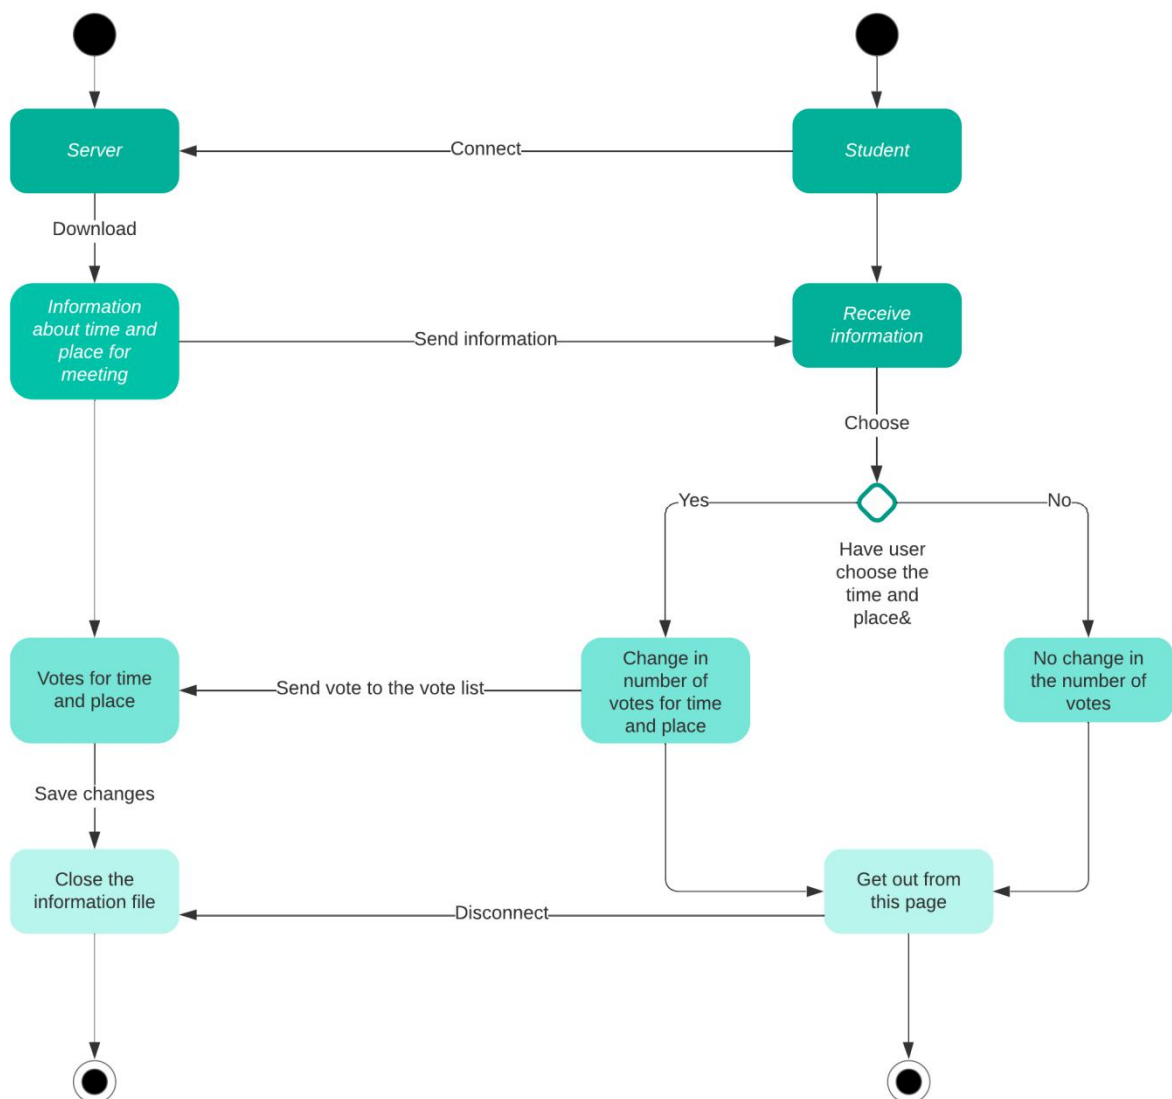 Server
Connect
Student
Download
Information
about time and
place for
meeting
Send information
Receive
information
Choose
Yes
No
Have user
choose the
time and
place&
Votes for time
and place
Send vote to the vote list
Change in
number of
votes for time
and place
No change in
the number of
votes
Save changes
Close the
information file
Get out from
this page
Disconnect